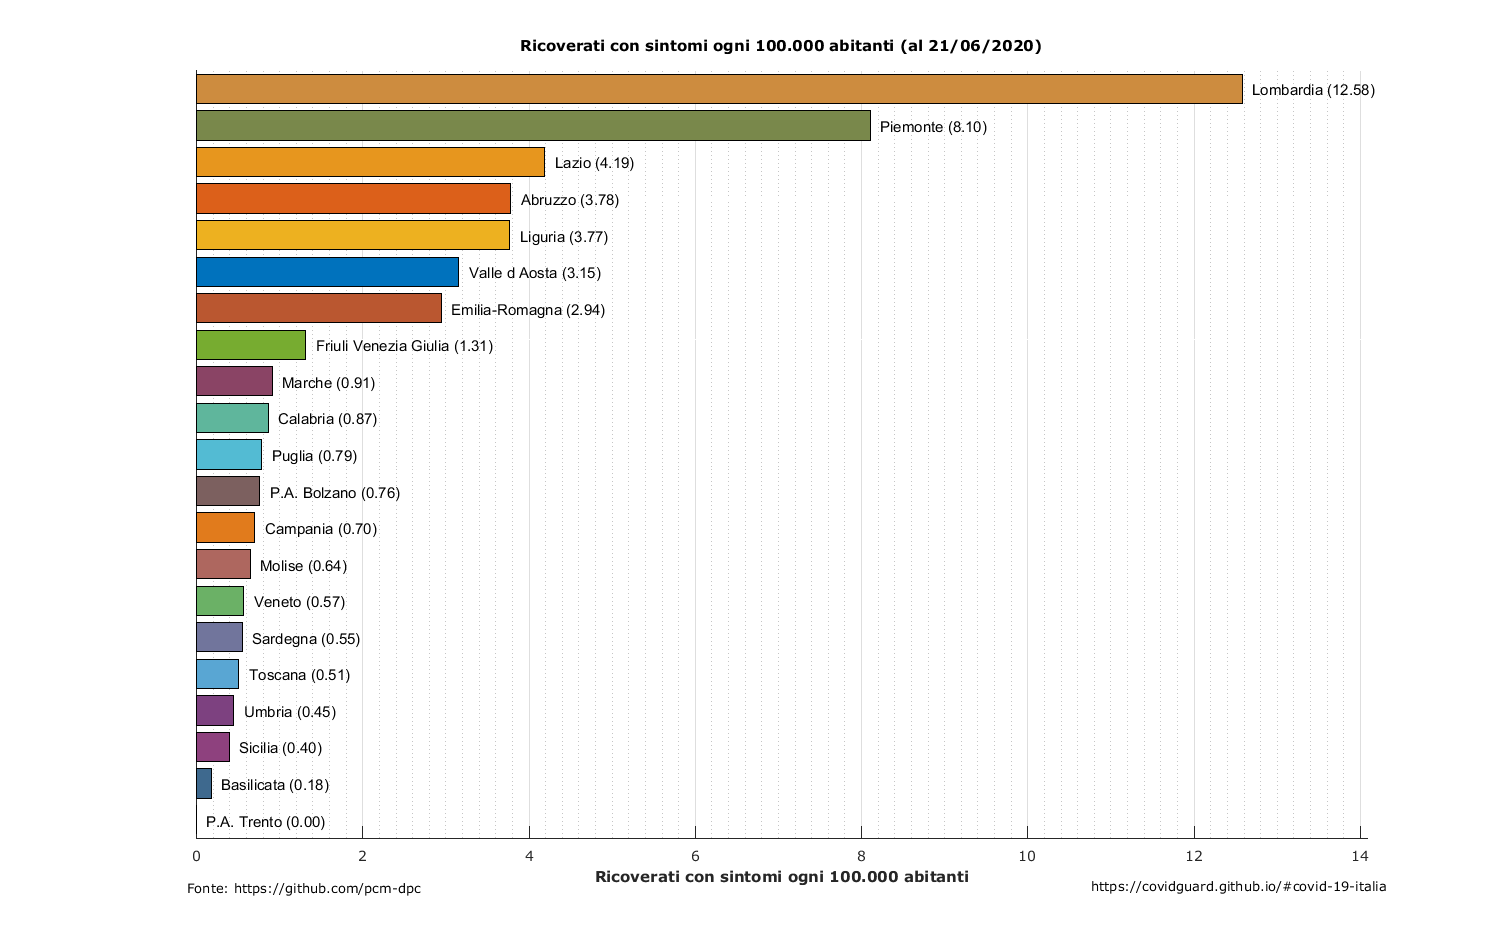 Ricoverati con sintomi ogni 100.000 abitanti (al 21/06/2020)
Lombardia (12.58)
Piemonte (8.10)
Lazio (4.19)
Abruzzo (3.78)
Liguria (3.77)
Valle d Aosta (3.15)
Emilia-Romagna (2.94)
Friuli Venezia Giulia (1.31)
Marche (0.91)
Calabria (0.87)
Puglia (0.79)
P.A. Bolzano (0.76)
Campania (0.70)
Molise (0.64)
Veneto (0.57)
Sardegna (0.55)
Toscana (0.51)
Umbria (0.45)
Sicilia (0.40)
Basilicata (0.18)
P.A. Trento (0.00)
0 2 4 6 8 10 12 14
Ricoverati con sintomi ogni 100.000 abitanti
Fonte: https://github.com/pcm-dpc
https://covidguard.github.io/#covid-19-italia